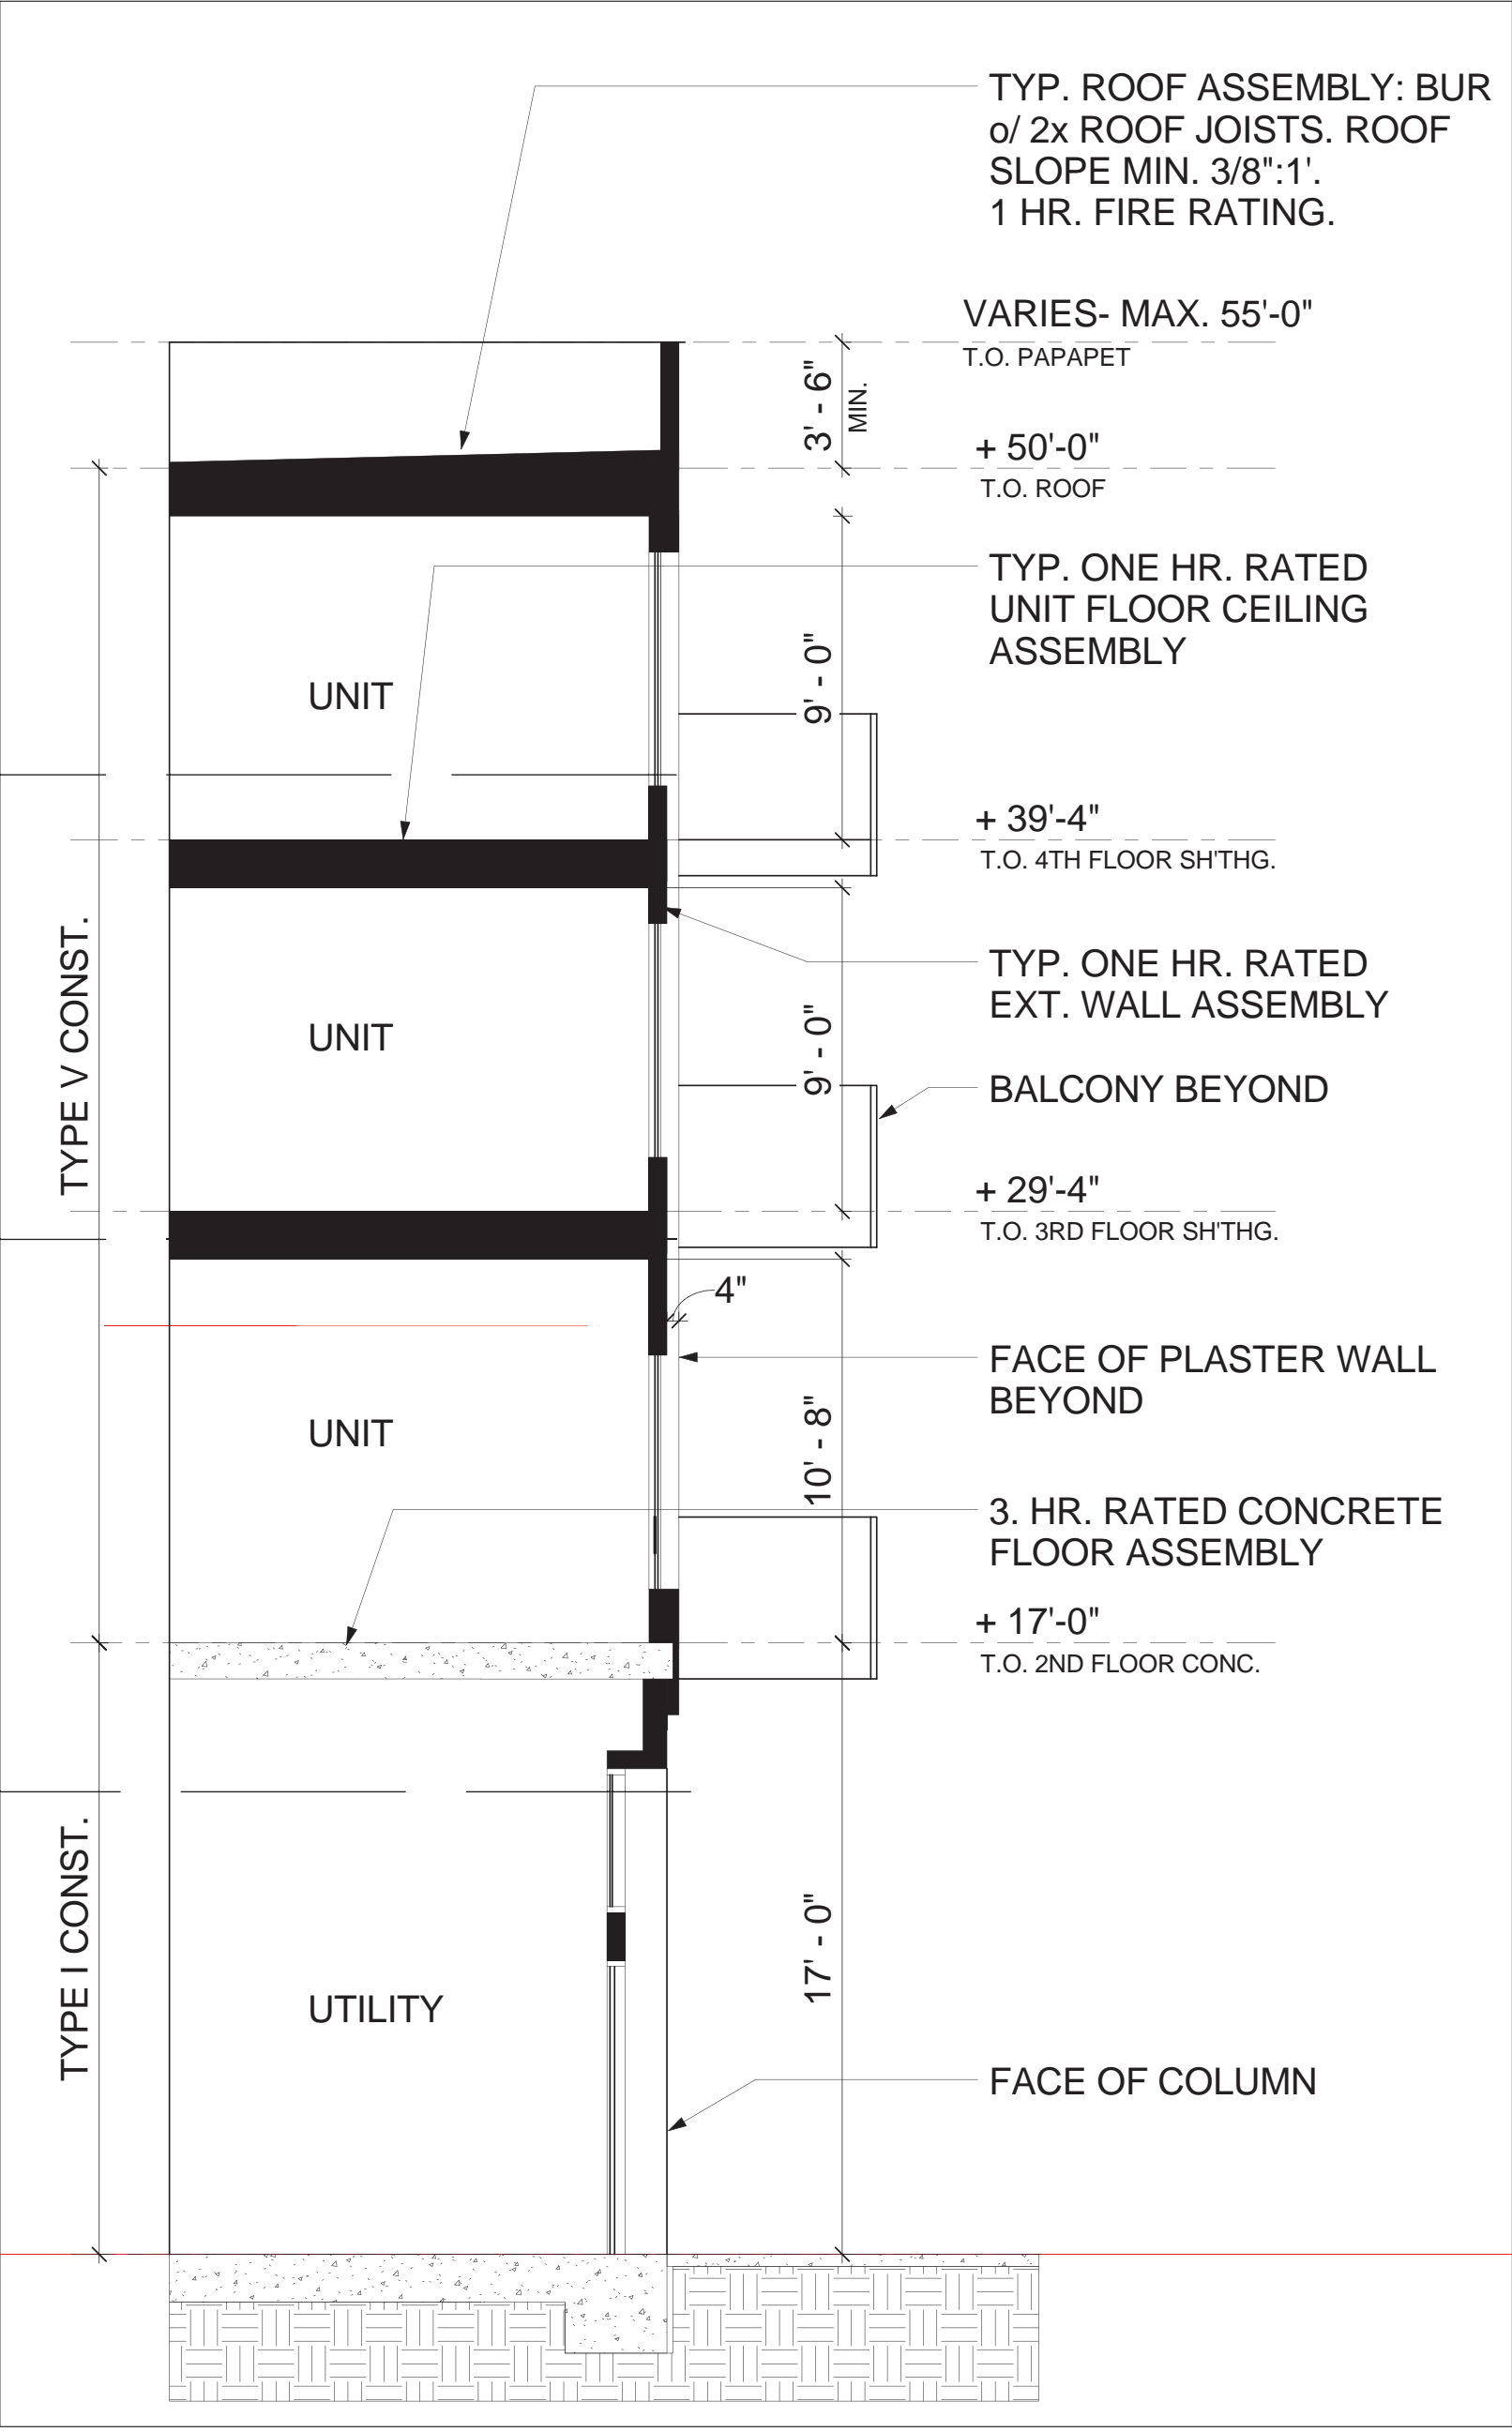 TYP. ROOF ASSEMBLY: BUR
o/ 2x ROOF JOISTS. ROOF
SLOPE MIN. 3/8":1'.
1 HR. FIRE RATING.
VARIES- MAX. 55'-0"
T.O. PAPAPET
3' - 6"
MIN.
+ 50'-0"
T.O. ROOF
TYP. ONE HR. RATED
UNIT FLOOR CEILING
ASSEMBLY
9' - 0"
UNIT
+ 39'-4"
T.O. 4TH FLOOR SH'THG.
TYPE V CONST.
TYP. ONE HR. RATED
EXT. WALL ASSEMBLY
UNIT
9' - 0"
BALCONY BEYOND
+ 29'-4"
T.O. 3RD FLOOR SH'THG.
4"
FACE OF PLASTER WALL
BEYOND
UNIT
10' - 8"
3. HR. RATED CONCRETE
FLOOR ASSEMBLY
+ 17'-0"
T.O. 2ND FLOOR CONC.
TYPE I CONST.
17' - 0"
UTILITY
FACE OF COLUMN